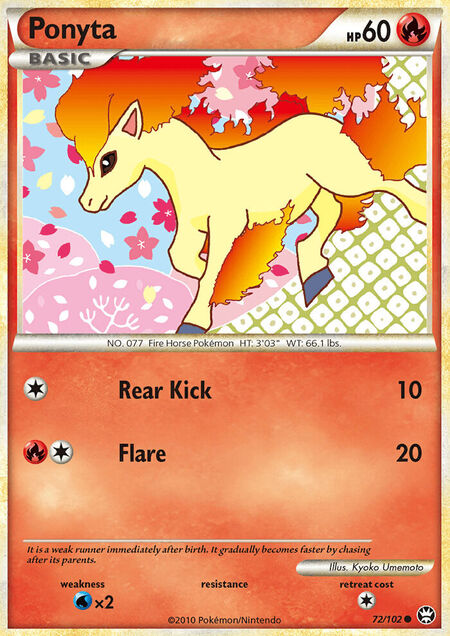 Ponyta HP 60
BASIC
NO. 077 Fire Horse Pokémon HT: 3'03" WT: 66.1 lbs.
Rear Kick 10
Flare 20
It is a weak runner immediately after birth. It gradually becomes faster by chasing
after its parents.
Illus. Kyoko Umemoto
weakness resistance retreat cost
×2
©2010 Pokémon/Nintendo 72/102